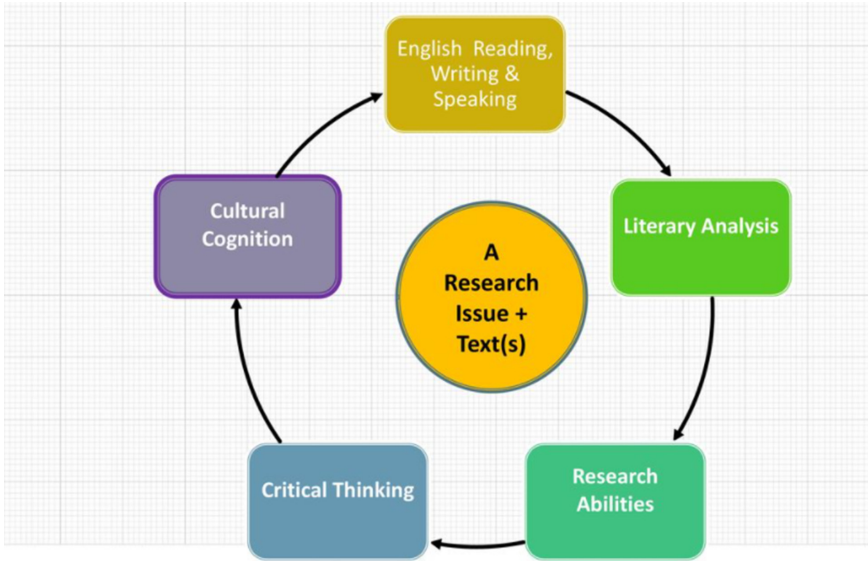 English Reading,
Writing &
Speaking
Literary Analysis
Research
Abilities
Critical Thinking
Cultural
Cognition
A
Research
Issue +
Text(s)